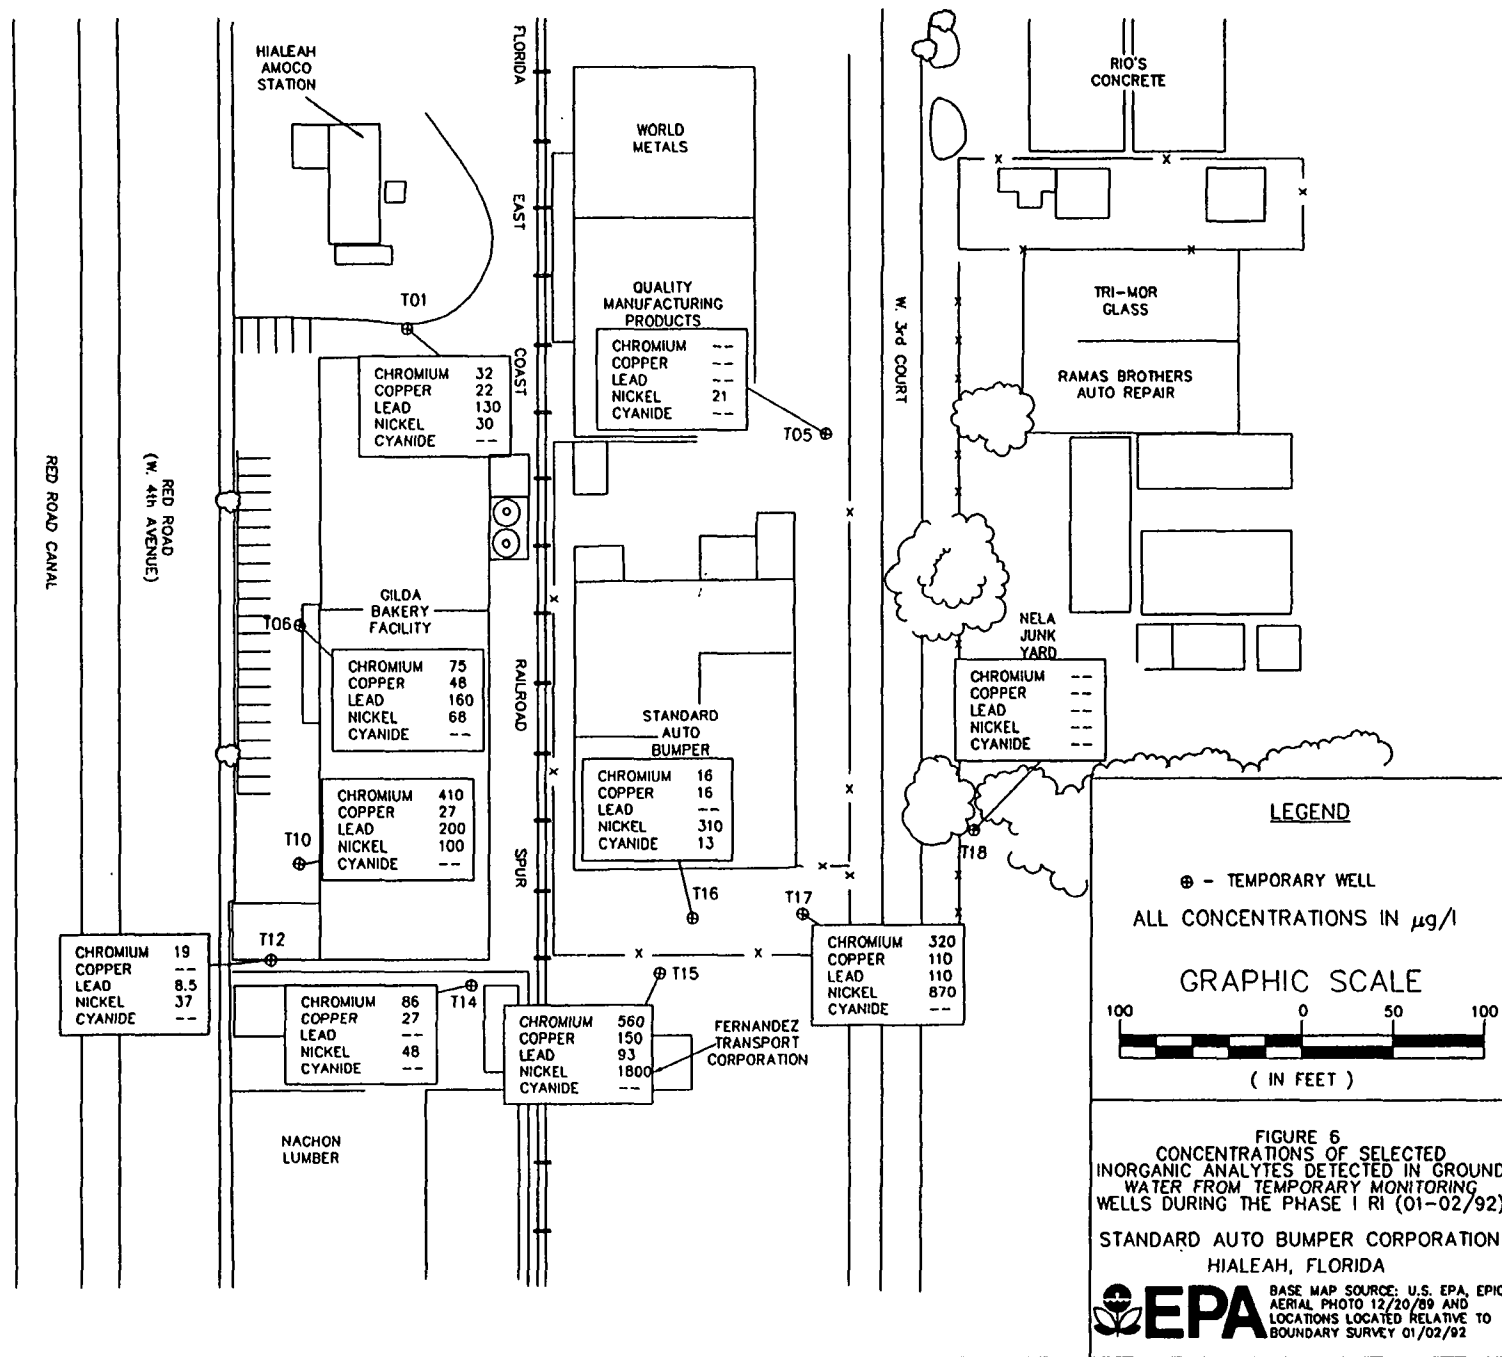 HIALEAH
AMOCO
STATION
FLORIDA
EAST
COAST
RAILROAD
SPUR
WORLD
METALS
RIO'S
CONCRETE
QUALITY
MANUFACTURING
PRODUCTS
TRI-MOR
GLASS
RAMAS BROTHERS
AUTO REPAIR
W. 3rd COURT
RED ROAD CANAL
RED ROAD
(W. 4th AVENUE)
T01
CHROMIUM 32
COPPER 22
LEAD 130
NICKEL 30
CYANIDE --
CHROMIUM --
COPPER --
LEAD --
NICKEL 21
CYANIDE --
T05
GILDA
BAKERY
FACILITY
T06
CHROMIUM 75
COPPER 48
LEAD 160
NICKEL 68
CYANIDE --
NELA
JUNK
YARD
CHROMIUM --
COPPER --
LEAD --
NICKEL --
CYANIDE --
T18
STANDARD
AUTO
BUMPER
CHROMIUM 16
COPPER 16
LEAD --
NICKEL 310
CYANIDE 13
T16
CHROMIUM 410
COPPER 27
LEAD 200
NICKEL 100
CYANIDE --
T10
T17
CHROMIUM 320
COPPER 110
LEAD 110
NICKEL 870
CYANIDE --
T12
CHROMIUM 19
COPPER --
LEAD 8.5
NICKEL 37
CYANIDE --
T14
CHROMIUM 86
COPPER 27
LEAD --
NICKEL 48
CYANIDE --
T15
CHROMIUM 560
COPPER 150
LEAD 93
NICKEL 1800
CYANIDE --
FERNANDEZ
TRANSPORT
CORPORATION
NACHON
LUMBER
LEGEND
⊕ - TEMPORARY WELL
ALL CONCENTRATIONS IN µg/l
GRAPHIC SCALE
100 0 50 100
( IN FEET )
FIGURE 6
CONCENTRATIONS OF SELECTED
INORGANIC ANALYTES DETECTED IN GROUND
WATER FROM TEMPORARY MONITORING
WELLS DURING THE PHASE I RI (01-02/92)
STANDARD AUTO BUMPER CORPORATION
HIALEAH, FLORIDA
EPA
BASE MAP SOURCE: U.S. EPA, EPIC
AERIAL PHOTO 12/20/89 AND
LOCATIONS LOCATED RELATIVE TO
BOUNDARY SURVEY 01/02/92